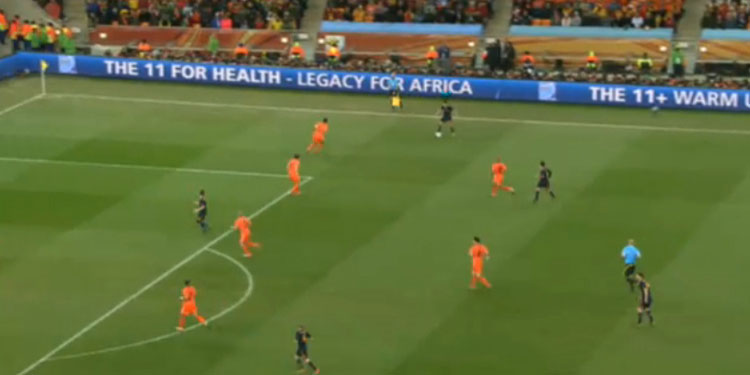 THE 11 FOR HEALTH - LEGACY FOR AFRICA
THE 11+ WARM U